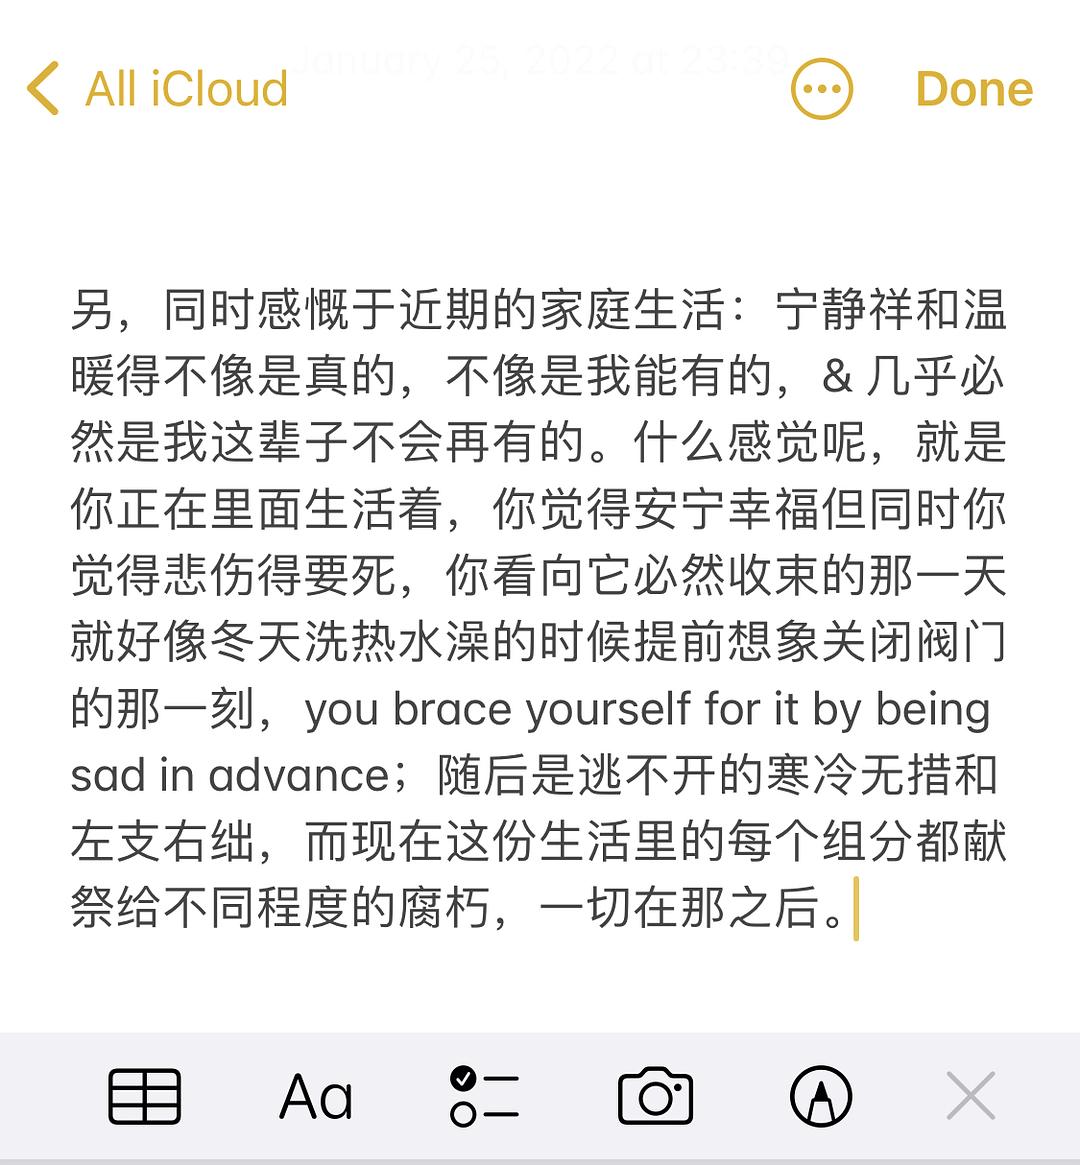 January 25, 2022 at 23:39
All iCloud
Done
另，同时感慨于近期的家庭生活：宁静祥和温
暖得不像是真的，不像是我能有的，& 几乎必
然是我这辈子不会再有的。什么感觉呢，就是
你正在里面生活着，你觉得安宁幸福但同时你
觉得悲伤得要死，你看向它必然收束的那一天
就好像冬天洗热水澡的时候提前想象关闭阀门
的那一刻，you brace yourself for it by being
sad in advance；随后是逃不开的寒冷无措和
左支右绌，而现在这份生活里的每个组分都献
祭给不同程度的腐朽，一切在那之后。
Aa